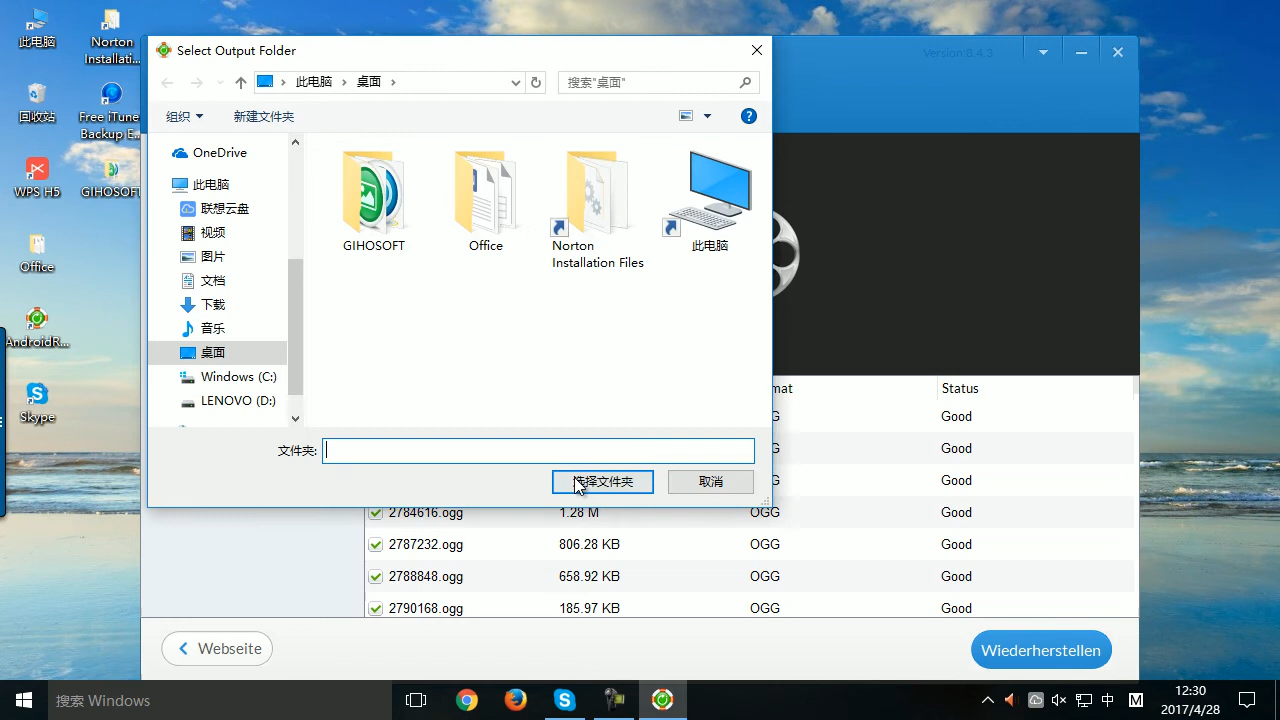 此电脑
Norton
Installati...
回收站
Free iTune
Backup E...
WPS H5
GIHOSOFT
Office
AndroidR...
Skype
Select Output Folder
Version:8.4.3
此电脑
桌面
搜索"桌面"
组织
新建文件夹
OneDrive
此电脑
联想云盘
视频
图片
文档
下载
音乐
桌面
Windows (C:)
LENOVO (D:)
GIHOSOFT
Office
Norton
Installation Files
此电脑
文件夹:
选择文件夹
取消
mat
Status
G Good
G Good
G Good
2784616.ogg 1.28 M OGG Good
2787232.ogg 806.28 KB OGG Good
2788848.ogg 658.92 KB OGG Good
2790168.ogg 185.97 KB OGG Good
Webseite
Wiederherstellen
搜索 Windows
中
M
12:30
2017/4/28